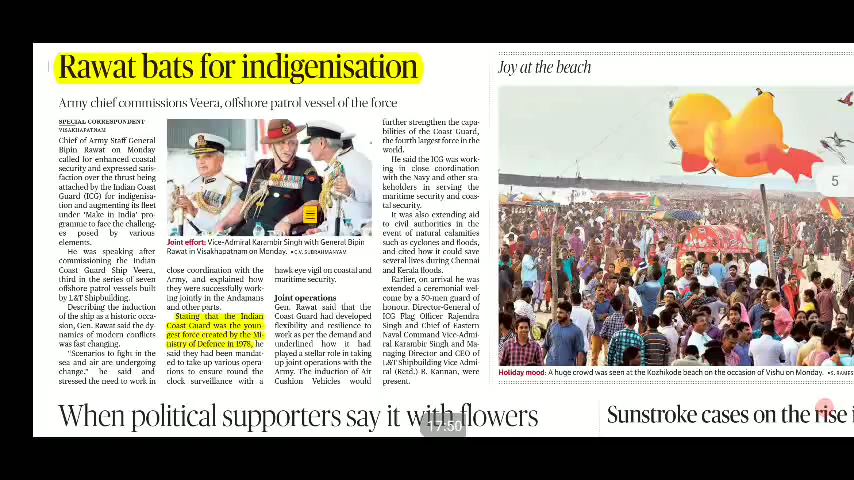 Rawat bats for indigenisation
Army chief commissions Veera, offshore patrol vessel of the force
SPECIAL CORRESPONDENT
VISAKHAPATNAM
Chief of Army Staff General
Bipin Rawat on Monday
called for enhanced coastal
security and expressed satis-
faction over the thrust being
attached by the Indian Coast
Guard (ICG) for indigenisa-
tion and augmenting its fleet
under 'Make in India' pro-
gramme to face the challeng-
es posed by various
elements.
He was speaking after
commissioning the Indian
Coast Guard Ship Veera,
third in the series of seven
offshore patrol vessels built
by L&T Shipbuilding.
Describing the induction
of the ship as a historic occa-
sion, Gen. Rawat said the dy-
namics of modern conflicts
was fast changing.
"Scenarios to fight in the
sea and air are undergoing
change," he said and
stressed the need to work in
Joint effort: Vice-Admiral Karambir Singh with General Bipin
Rawat in Visakhapatnam on Monday. •C.V. SUBRAHMANYAM
close coordination with the
Army, and explained how
they were successfully work-
ing jointly in the Andamans
and other parts.
Stating that the Indian
Coast Guard was the youn-
gest force created by the Mi-
nistry of Defence in 1978, he
said they had been mandat-
ed to take up various opera-
tions to ensure round the
clock surveillance with a
hawk eye vigil on coastal and
maritime security.
Joint operations
Gen. Rawat said that the
Coast Guard had developed
flexibility and resilience to
work as per the demand and
underlined how it had
played a stellar role in taking
up joint operations with the
Army. The induction of Air
Cushion Vehicles would
further strengthen the capa-
bilities of the Coast Guard,
the fourth largest force in the
world.
He said the ICG was work-
ing in close coordination
with the Navy and other sta-
keholders in serving the
maritime security and coas-
tal security.
It was also extending aid
to civil authorities in the
event of natural calamities
such as cyclones and floods,
and cited how it could save
several lives during Chennai
and Kerala floods.
Earlier, on arrival he was
extended a ceremonial wel-
come by a 50-men guard of
honour. Director-General of
ICG Flag Officer Rajendra
Singh and Chief of Eastern
Naval Command Vice-Admi-
ral Karambir Singh and Ma-
naging Director and CEO of
L&T Shipbuilding Vice-Admi-
ral (Retd.) B. Kannan, were
present.
Joy at the beach
5
Holiday mood: A huge crowd was seen at the Kozhikode beach on the occasion of Vishu on Monday. •S. RAMES
When political supporters say it with flowers
17:50
Sunstroke cases on the rise i